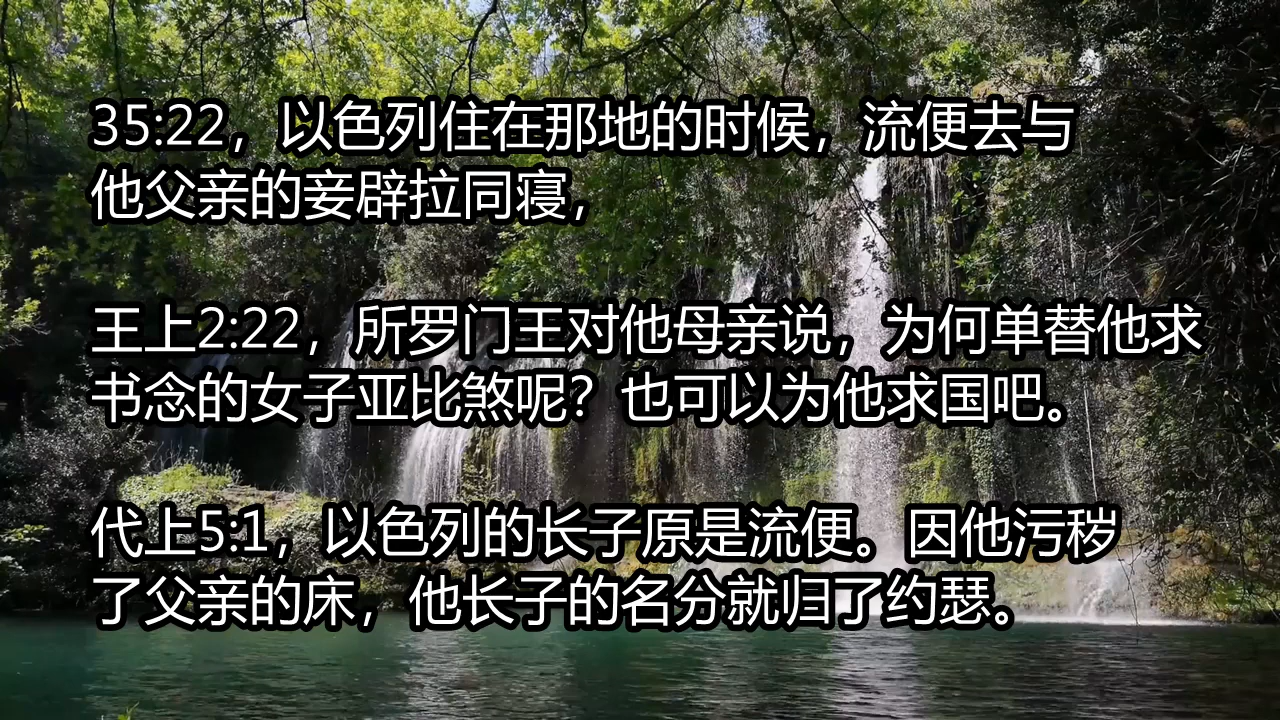 35:22，以色列住在那地的时候，流便去与
他父亲的妾辟拉同寝，
王上2:22，所罗门王对他母亲说，为何单替他求
书念的女子亚比煞呢？也可以为他求国吧。
代上5:1，以色列的长子原是流便。因他污秽
了父亲的床，他长子的名分就归了约瑟。